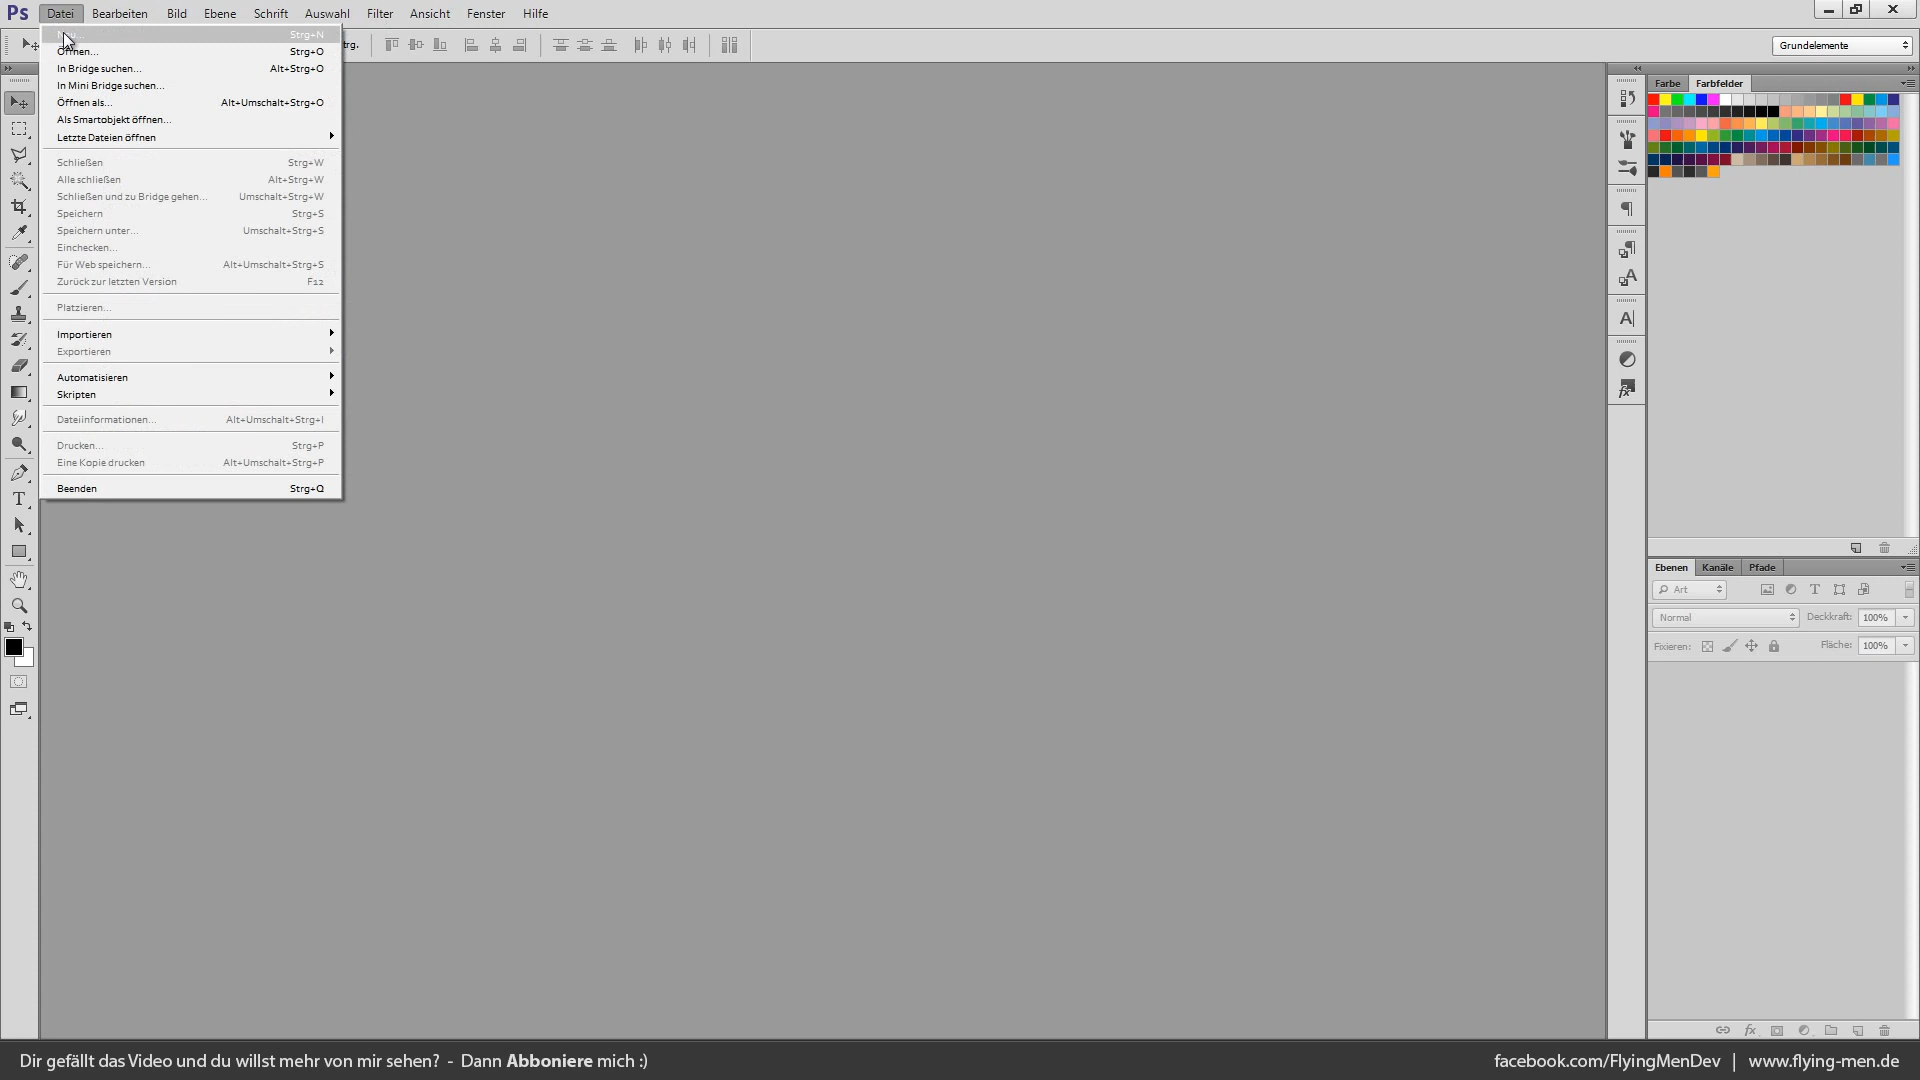 Ps Datei Bearbeiten Bild Ebene Schrift Auswahl Filter Ansicht Fenster Hilfe
Strg+N
trg.
Grundelemente
Öffnen... Strg+O
In Bridge suchen... Alt+Strg+O
In Mini Bridge suchen...
Öffnen als... Alt+Umschalt+Strg+O
Als Smartobjekt öffnen...
Letzte Dateien öffnen
Schließen Strg+W
Alle schließen Alt+Strg+W
Schließen und zu Bridge gehen... Umschalt+Strg+W
Speichern Strg+S
Speichern unter... Umschalt+Strg+S
Einchecken...
Für Web speichern... Alt+Umschalt+Strg+S
Zurück zur letzten Version F12
Platzieren...
Importieren
Exportieren
Automatisieren
Skripten
Dateiinformationen... Alt+Umschalt+Strg+I
Drucken... Strg+P
Eine Kopie drucken Alt+Umschalt+Strg+P
Beenden Strg+Q
Farbe Farbfelder
Ebenen Kanäle Pfade
Art
Normal Deckkraft: 100%
Fixieren: Fläche: 100%
Dir gefällt das Video und du willst mehr von mir sehen? - Dann Abboniere mich :)
facebook.com/FlyingMenDev | www.flying-men.de